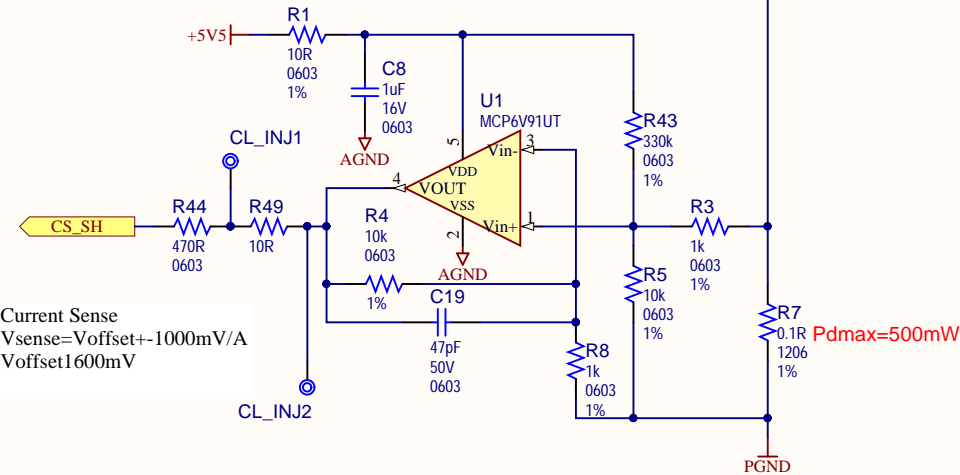 R1
+5V5
10R
0603
1%
C8
1uF
16V
0603
AGND
U1
MCP6V91UT
5
3
Vin-
VDD
4
VOUT
VSS
Vin+
1
2
AGND
R43
330k
0603
1%
CL_INJ1
R44
R49
CS_SH
470R
0603
10R
R4
10k
0603
1%
C19
47pF
50V
0603
R3
1k
0603
1%
R5
10k
0603
1%
R7
0.1R
1206
1%
Pdmax=500mW
R8
1k
0603
1%
Current Sense
Vsense=Voffset+-1000mV/A
Voffset1600mV
CL_INJ2
PGND